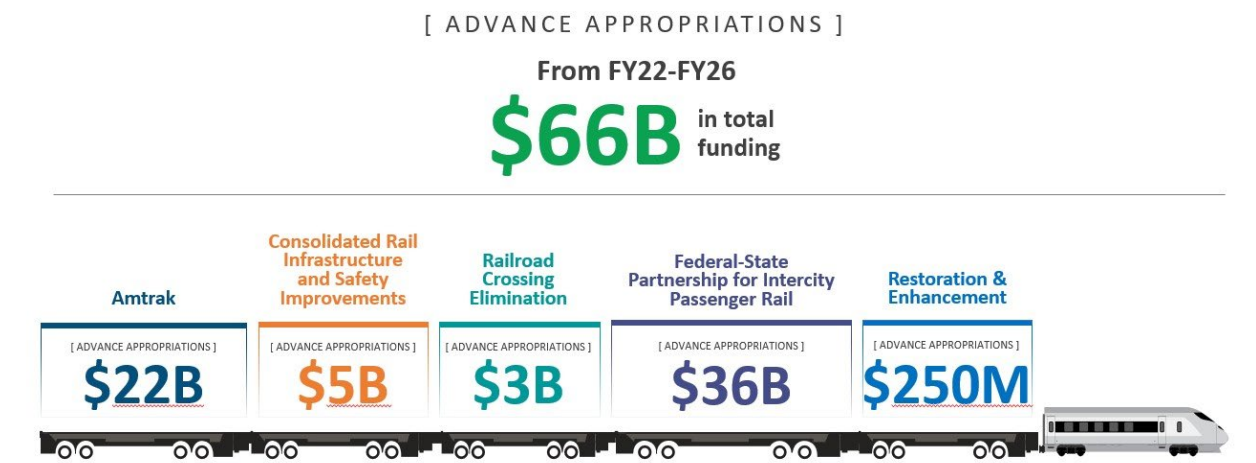 [ ADVANCE APPROPRIATIONS ]
From FY22-FY26
$66B
in total
funding
Amtrak
[ ADVANCE APPROPRIATIONS ]
$22B
Consolidated Rail
Infrastructure
and Safety
Improvements
[ ADVANCE APPROPRIATIONS ]
$5B
Railroad
Crossing
Elimination
[ ADVANCE APPROPRIATIONS ]
$3B
Federal-State
Partnership for Intercity
Passenger Rail
[ ADVANCE APPROPRIATIONS ]
$36B
Restoration &
Enhancement
[ ADVANCE APPROPRIATIONS ]
$250M